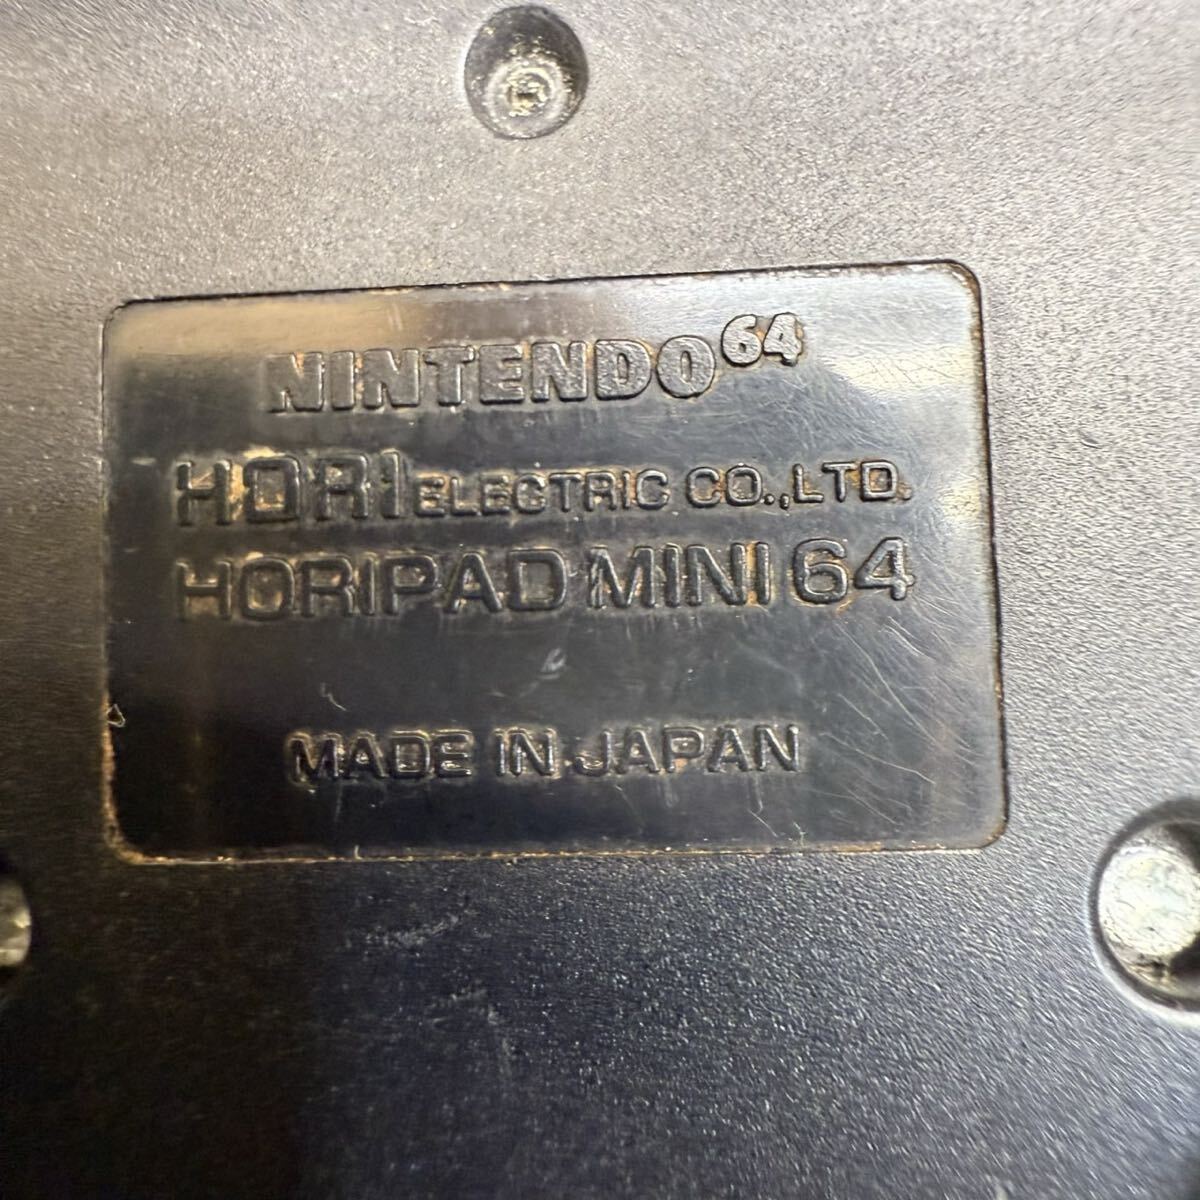 NINTENDO64
HORI ELECTRIC CO.,LTD.
HORIPAD MINI 64
MADE IN JAPAN